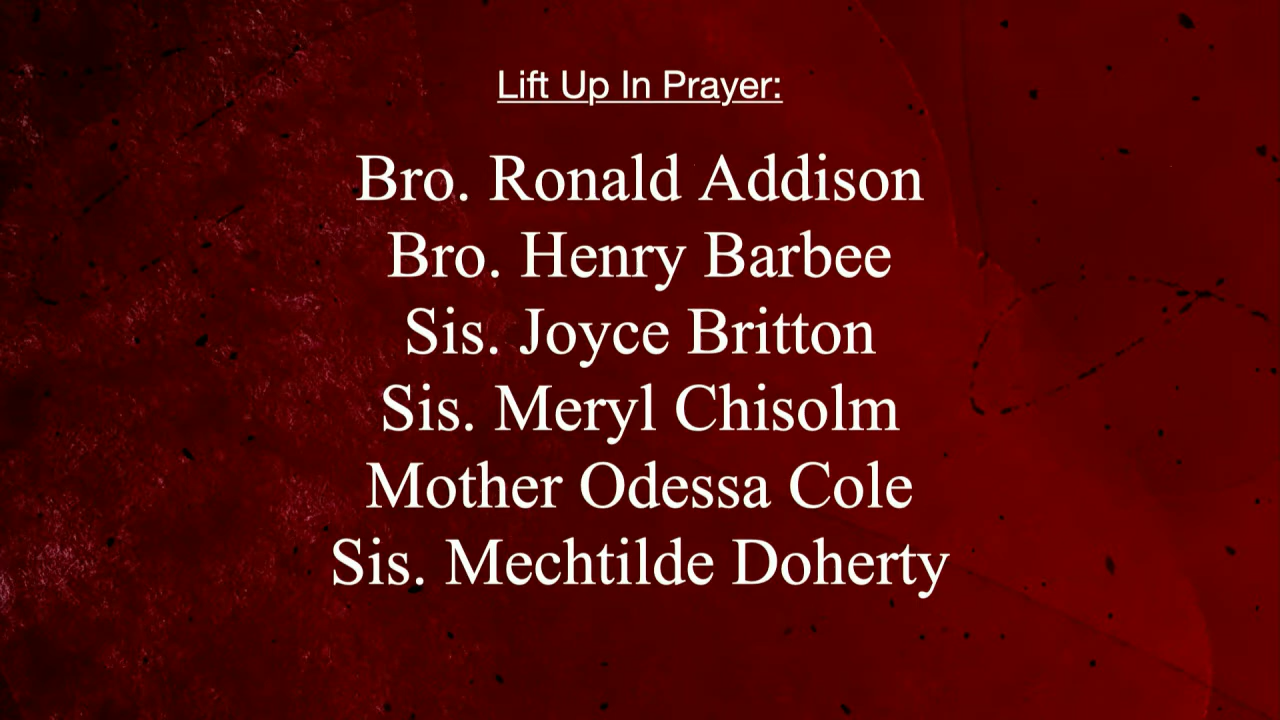 Lift Up In Prayer:
Bro. Ronald Addison
Bro. Henry Barbee
Sis. Joyce Britton
Sis. Meryl Chisolm
Mother Odessa Cole
Sis. Mechtilde Doherty